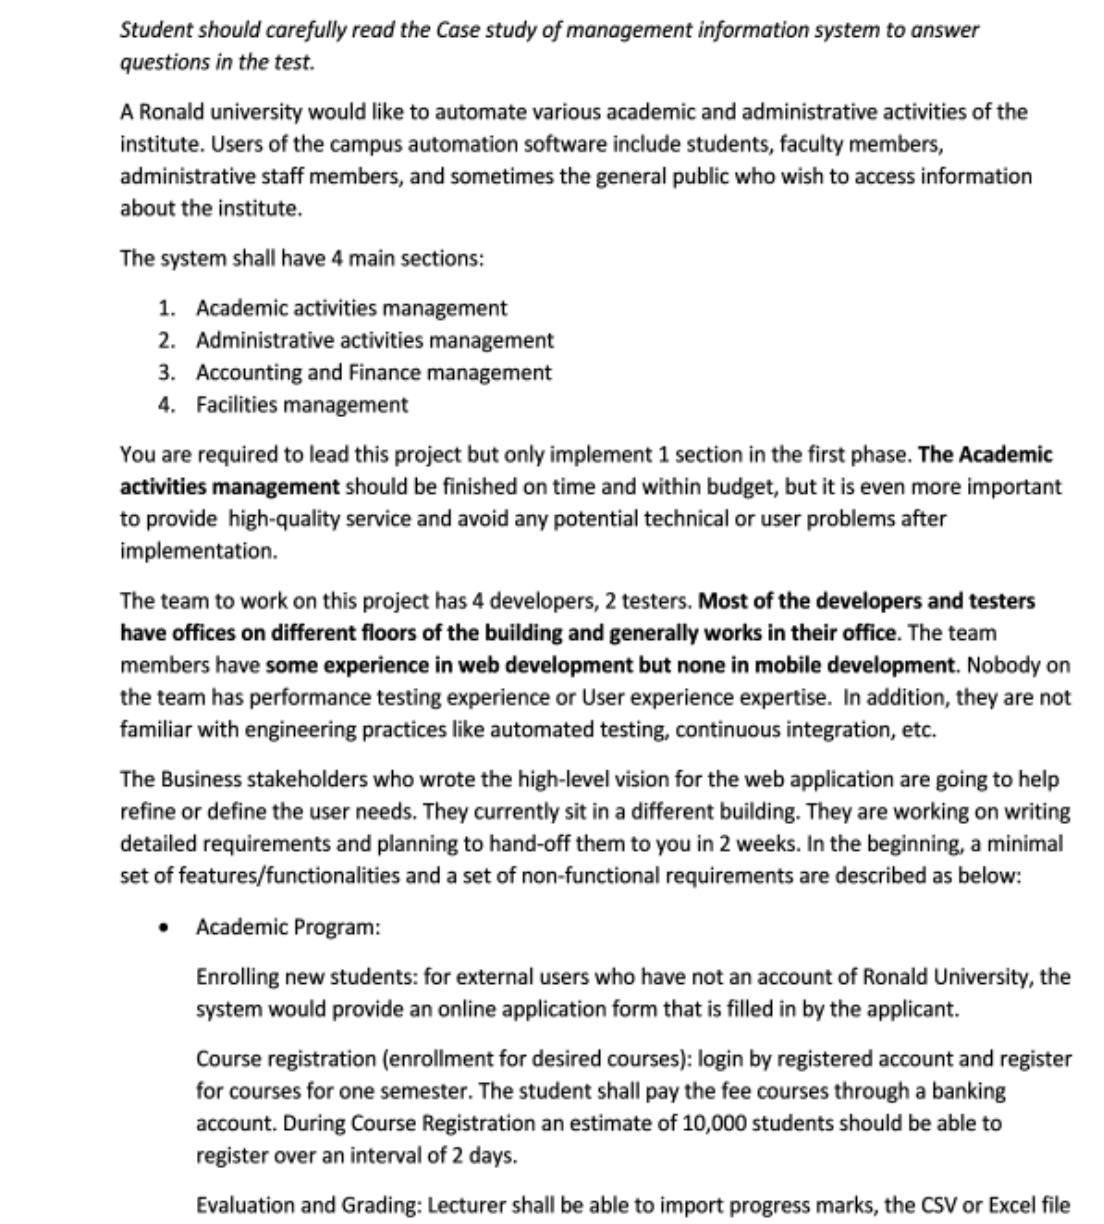 Student should carefully read the Case study of management information system to answer
questions in the test.
A Ronald university would like to automate various academic and administrative activities of the
institute. Users of the campus automation software include students, faculty members,
administrative staff members, and sometimes the general public who wish to access information
about the institute.
The system shall have 4 main sections:
1. Academic activities management
2. Administrative activities management
3. Accounting and Finance management
4. Facilities management
You are required to lead this project but only implement 1 section in the first phase. The Academic
activities management should be finished on time and within budget, but it is even more important
to provide high-quality service and avoid any potential technical or user problems after
implementation.
The team to work on this project has 4 developers, 2 testers. Most of the developers and testers
have offices on different floors of the building and generally works in their office. The team
members have some experience in web development but none in mobile development. Nobody on
the team has performance testing experience or User experience expertise. In addition, they are not
familiar with engineering practices like automated testing, continuous integration, etc.
The Business stakeholders who wrote the high-level vision for the web application are going to help
refine or define the user needs. They currently sit in a different building. They are working on writing
detailed requirements and planning to hand-off them to you in 2 weeks. In the beginning, a minimal
set of features/functionalities and a set of non-functional requirements are described as below:
• Academic Program:
Enrolling new students: for external users who have not an account of Ronald University, the
system would provide an online application form that is filled in by the applicant.
Course registration (enrollment for desired courses): login by registered account and register
for courses for one semester. The student shall pay the fee courses through a banking
account. During Course Registration an estimate of 10,000 students should be able to
register over an interval of 2 days.
Evaluation and Grading: Lecturer shall be able to import progress marks, the CSV or Excel file